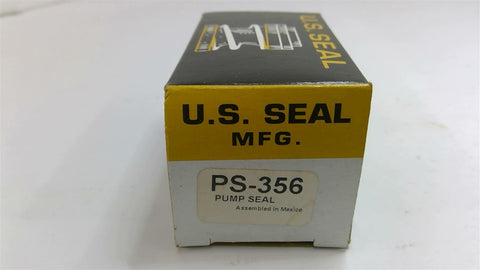 U.S. SEAL
U.S. SEAL
MFG.
PS-356
PUMP SEAL
Assembled in Mexico